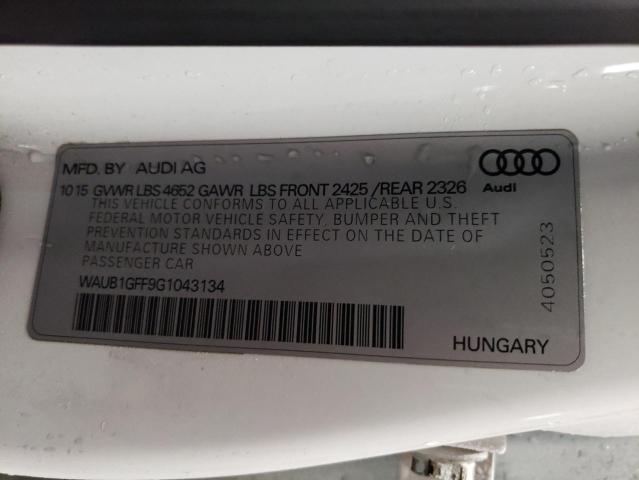 MFD. BY AUDI AG
10 15 GVWR LBS 4652 GAWR LBS FRONT 2425 /REAR 2326
Audi
THIS VEHICLE CONFORMS TO ALL APPLICABLE U.S.
FEDERAL MOTOR VEHICLE SAFETY, BUMPER AND THEFT
PREVENTION STANDARDS IN EFFECT ON THE DATE OF
MANUFACTURE SHOWN ABOVE
PASSENGER CAR
WAUB1GFF9G1043134
HUNGARY
4050523